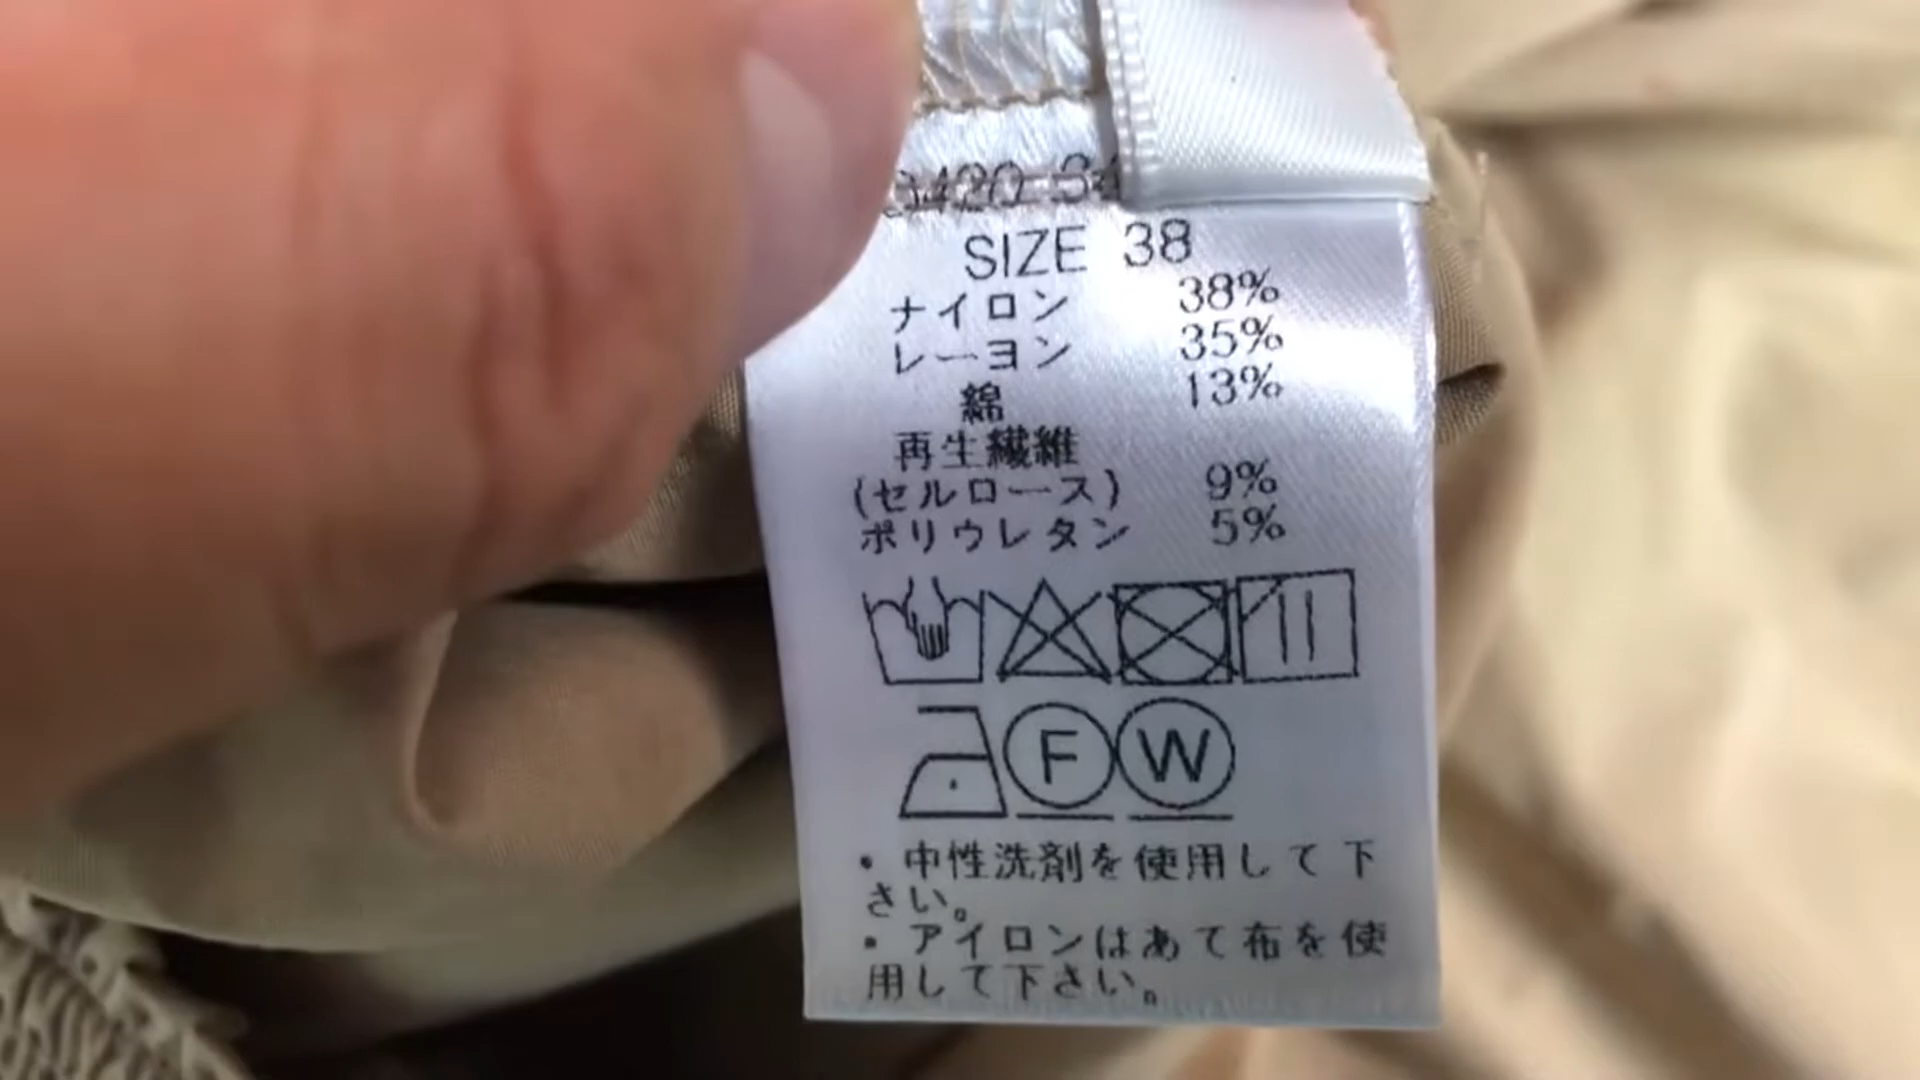 SIZE 38
ナイロン 38%
レーヨン 35%
綿 13%
再生繊維
(セルロース) 9%
ポリウレタン 5%
F W
・中性洗剤を使用して下
さい。
・アイロンはあて布を使
用して下さい。